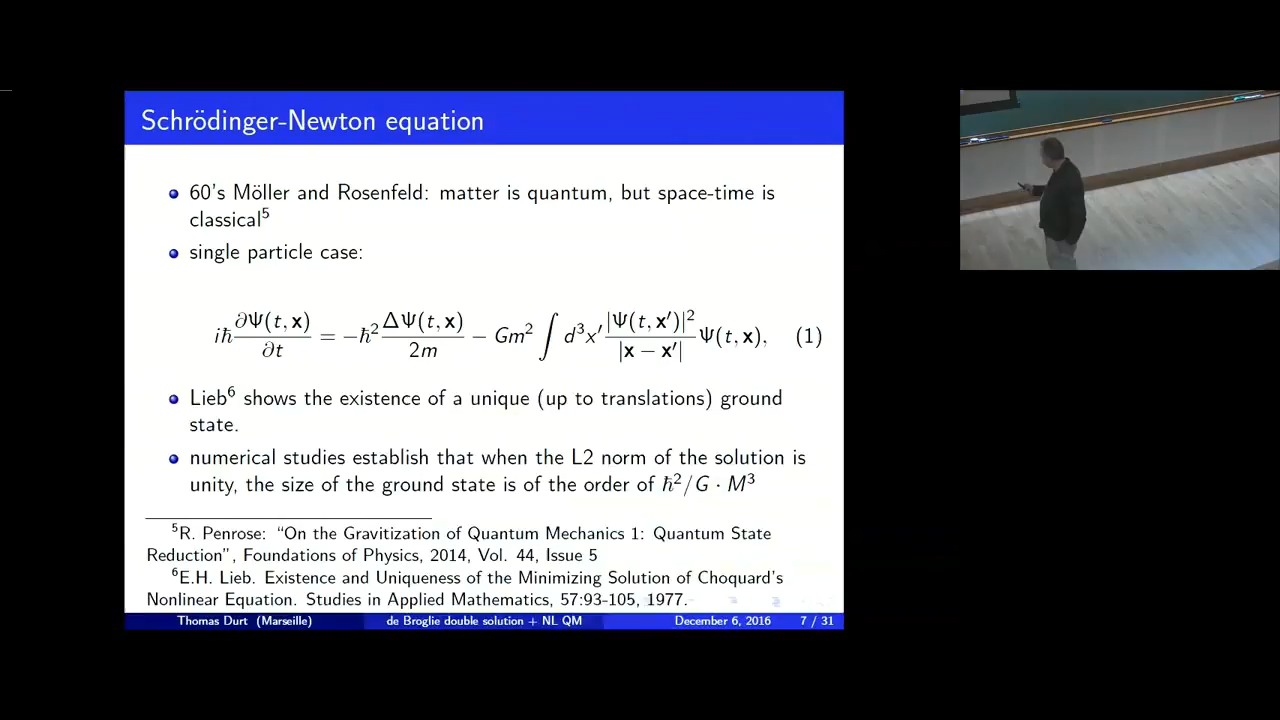 Schrödinger-Newton equation
60's Möller and Rosenfeld: matter is quantum, but space-time is
classical⁵
single particle case:
iħ ∂Ψ(t, x)/∂t = −ħ² ΔΨ(t, x)/2m − Gm² ∫ d³x′ |Ψ(t, x′)|²/|x − x′| Ψ(t, x), (1)
Lieb⁶ shows the existence of a unique (up to translations) ground
state.
numerical studies establish that when the L2 norm of the solution is
unity, the size of the ground state is of the order of ħ²/G · M³
⁵R. Penrose: “On the Gravitization of Quantum Mechanics 1: Quantum State
Reduction”, Foundations of Physics, 2014, Vol. 44, Issue 5
⁶E.H. Lieb. Existence and Uniqueness of the Minimizing Solution of Choquard's
Nonlinear Equation. Studies in Applied Mathematics, 57:93-105, 1977.
Thomas Durt (Marseille) de Broglie double solution + NL QM December 6, 2016 7 / 31